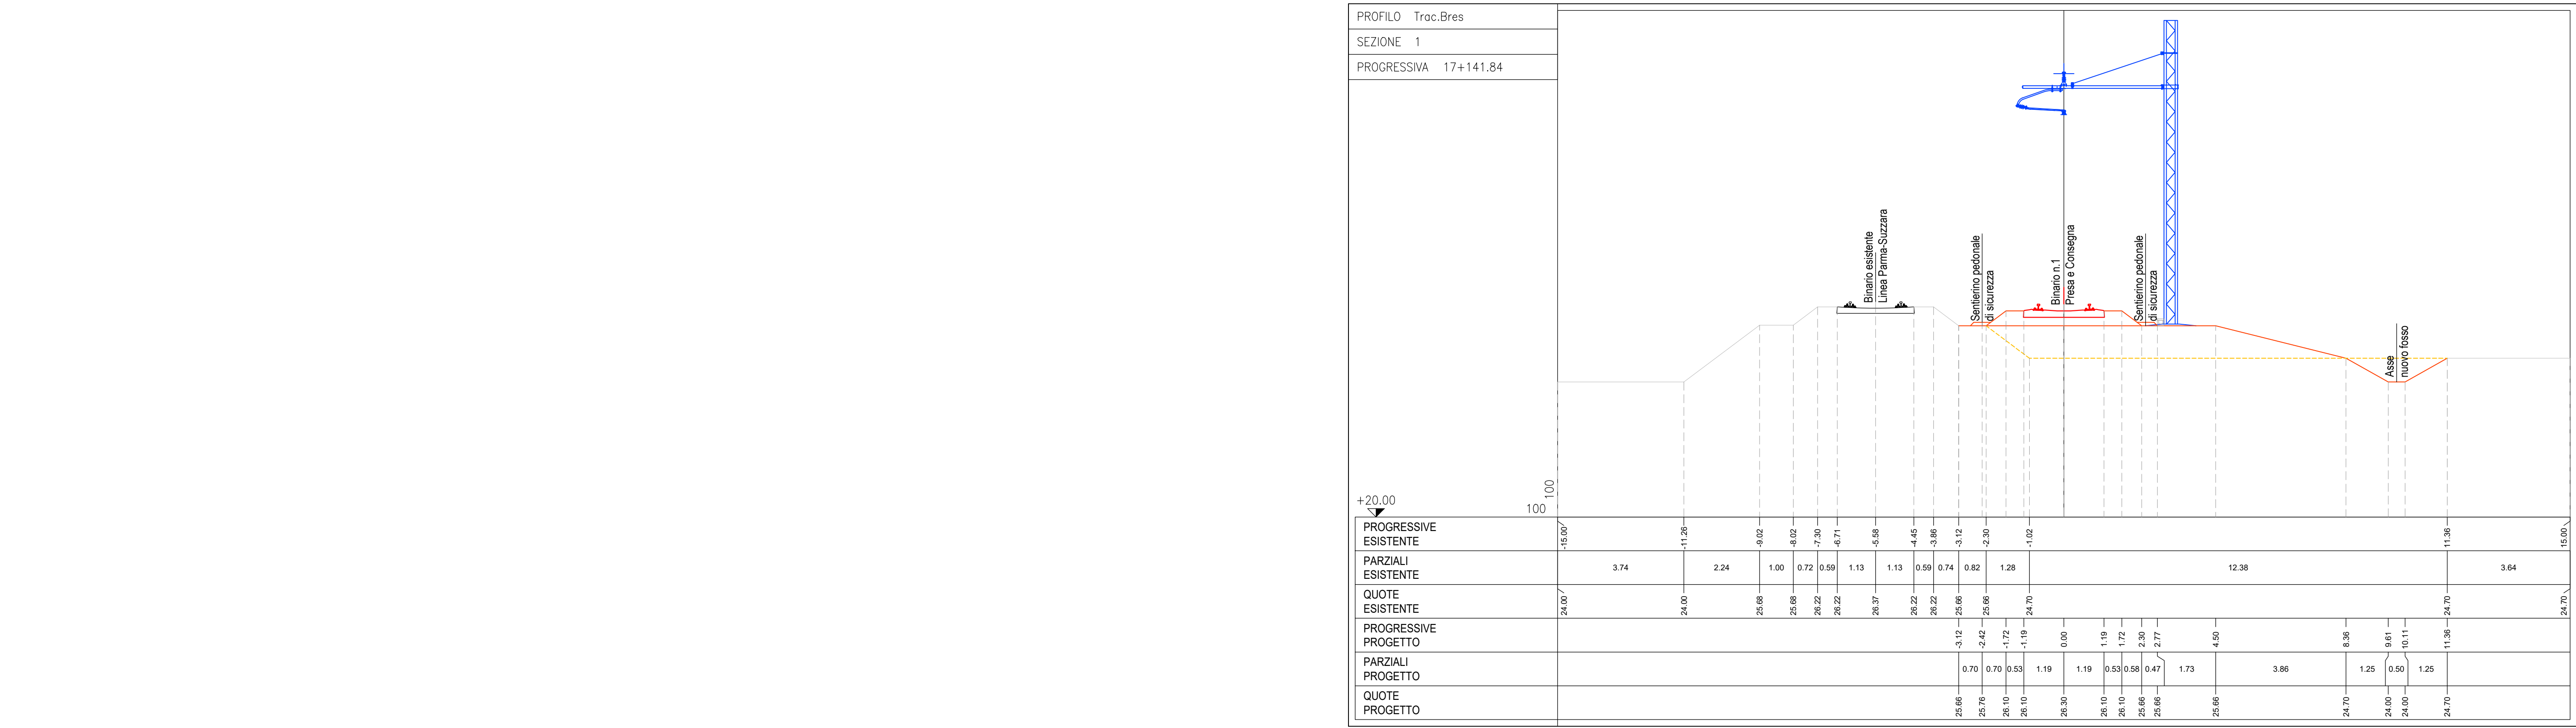 PROFILO Trac.Bres
SEZIONE 1
PROGRESSIVA 17+141.84
Binario esistente
Linea Parma-Suzzara
Sentierino pedonale
di sicurezza
Binario n.1
Presa e Consegna
Sentierino pedonale
di sicurezza
Asse
nuovo fosso
+20.00
100
100
PROGRESSIVE
ESISTENTE
-15.00 -11.26 -9.02 -8.02 -7.30 -6.71 -5.58 -4.45 -3.86 -3.12 -2.30 -1.02 11.36 15.00
PARZIALI
ESISTENTE
3.74 2.24 1.00 0.72 0.59 1.13 1.13 0.59 0.74 0.82 1.28 12.38 3.64
QUOTE
ESISTENTE
24.00 24.00 25.68 25.68 26.22 26.22 26.37 26.22 26.22 25.66 25.66 24.70 24.70 24.70
PROGRESSIVE
PROGETTO
-3.12 -2.42 -1.72 -1.19 0.00 1.19 1.72 2.30 2.77 4.50 8.36 9.61 10.11 11.36
PARZIALI
PROGETTO
0.70 0.70 0.53 1.19 1.19 0.53 0.58 0.47 1.73 3.86 1.25 0.50 1.25
QUOTE
PROGETTO
25.66 25.76 26.10 26.10 26.30 26.10 26.10 25.66 25.66 25.66 24.70 24.00 24.00 24.70